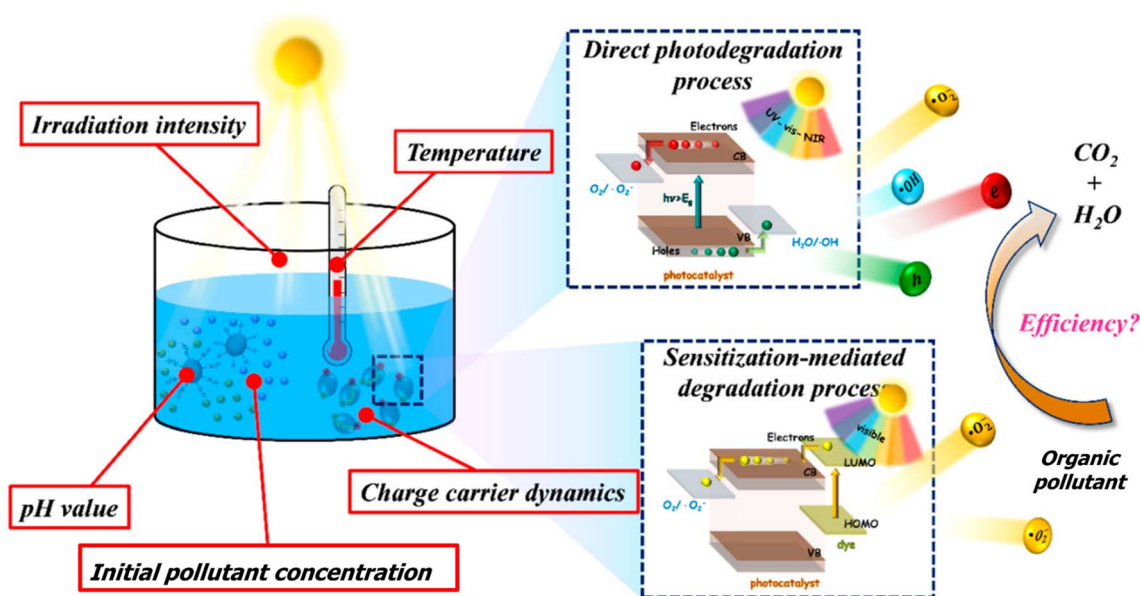 Irradiation intensity
Temperature
pH value
Initial pollutant concentration
Charge carrier dynamics
Direct photodegradation
process
UV-vis-NIR
Electrons
CB
O₂/·O₂⁻
hν>E_g
VB
Holes
H₂O/·OH
photocatalyst
•O₂⁻
•OH
e
h
CO₂
+
H₂O
Efficiency?
Organic
pollutant
Sensitization-mediated
degradation process
visible
Electrons
LUMO
CB
O₂/·O₂⁻
HOMO
dye
VB
photocatalyst
•O₂⁻
•O₂⁻